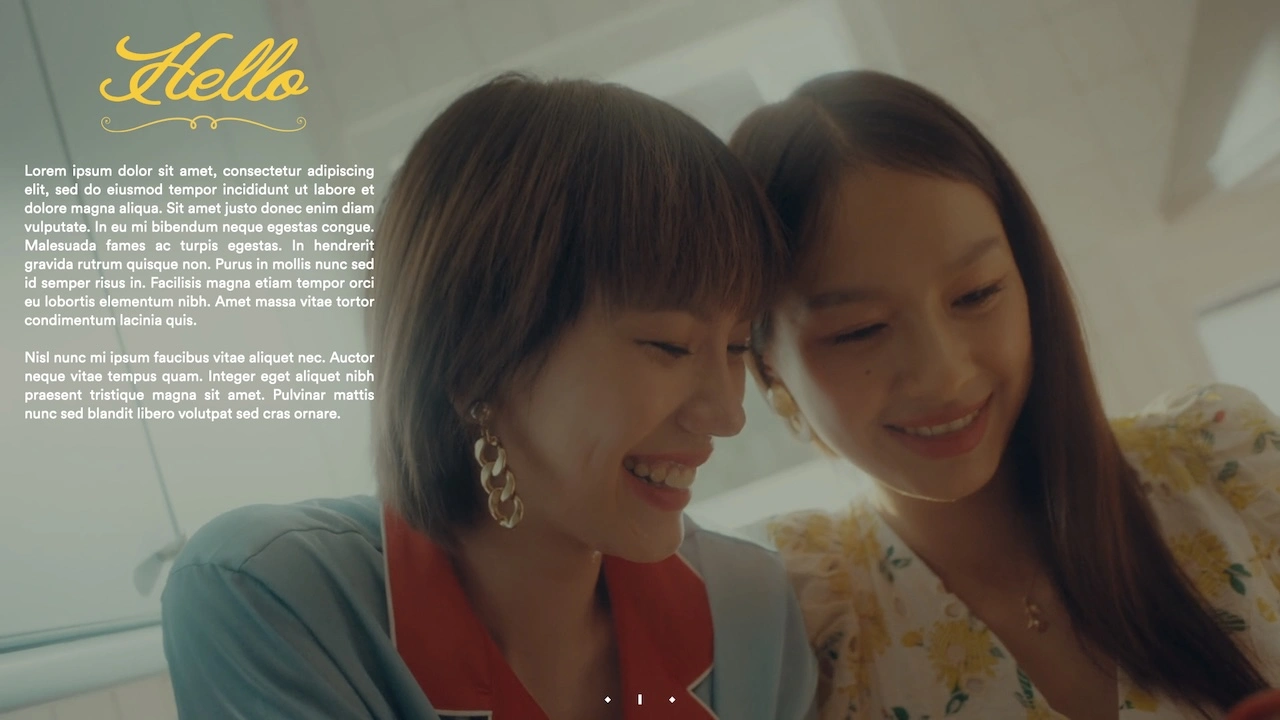 Hello
Lorem ipsum dolor sit amet, consectetur adipiscing
elit, sed do eiusmod tempor incididunt ut labore et
dolore magna aliqua. Sit amet justo donec enim diam
vulputate. In eu mi bibendum neque egestas congue.
Malesuada fames ac turpis egestas. In hendrerit
gravida rutrum quisque non. Purus in mollis nunc sed
id semper risus in. Facilisis magna etiam tempor orci
eu lobortis elementum nibh. Amet massa vitae tortor
condimentum lacinia quis.
Nisl nunc mi ipsum faucibus vitae aliquet nec. Auctor
neque vitae tempus quam. Integer eget aliquet nibh
praesent tristique magna sit amet. Pulvinar mattis
nunc sed blandit libero volutpat sed cras ornare.